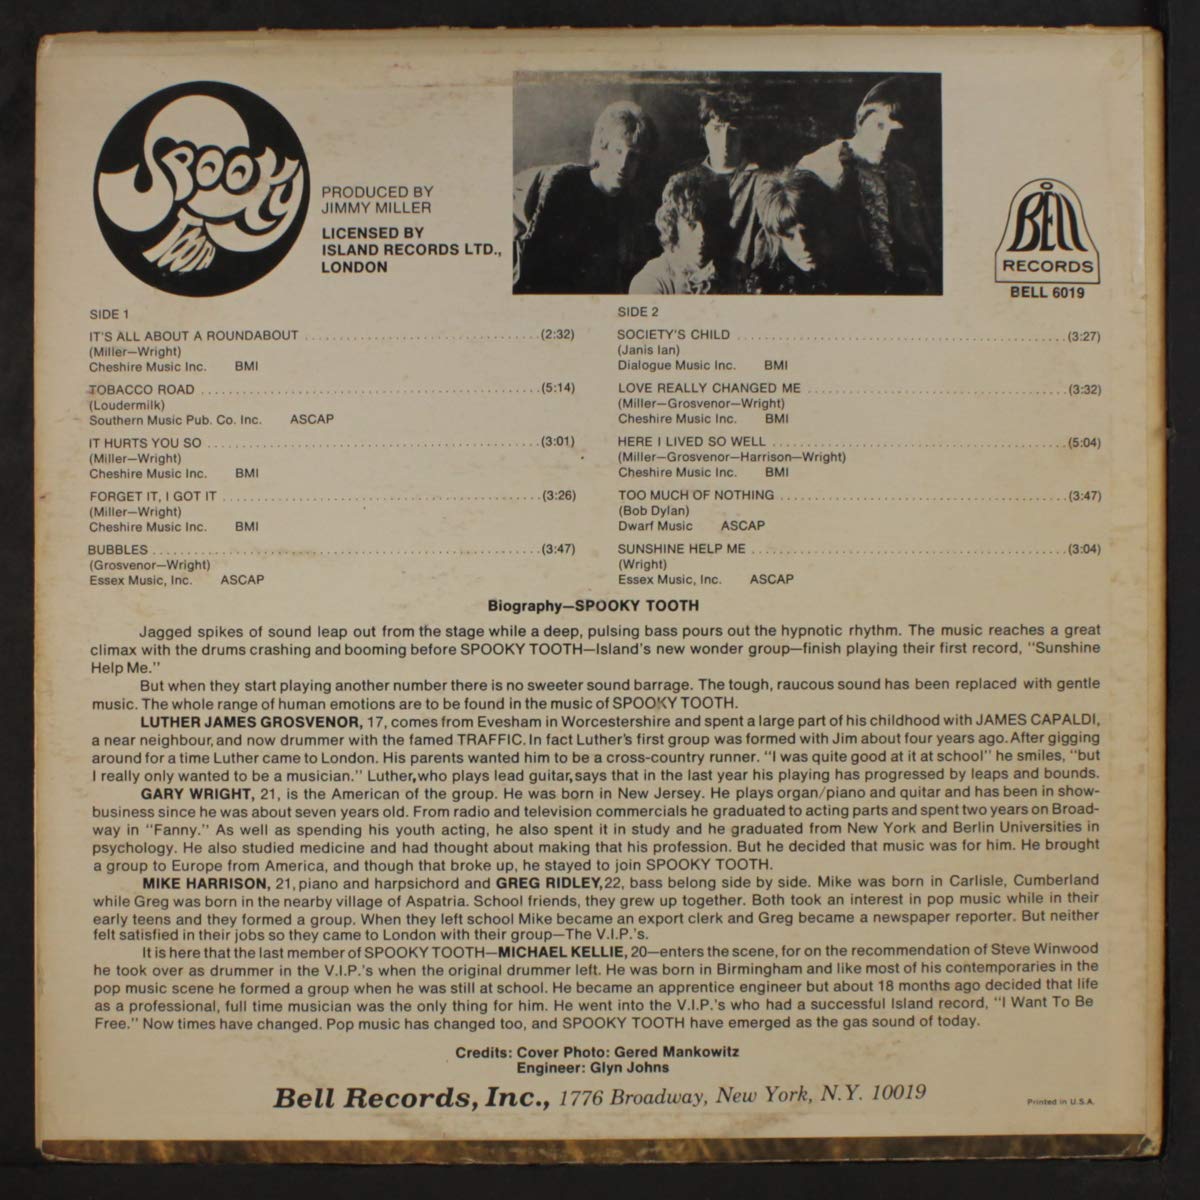 SPOOKY
TOOTH
PRODUCED BY
JIMMY MILLER
LICENSED BY
ISLAND RECORDS LTD.,
LONDON
BELL
RECORDS
BELL 6019
SIDE 1
IT'S ALL ABOUT A ROUNDABOUT ........................ (2:32)
(Miller—Wright)
Cheshire Music Inc. BMI
TOBACCO ROAD ........................ (5:14)
(Loudermilk)
Southern Music Pub. Co. Inc. ASCAP
IT HURTS YOU SO ........................ (3:01)
(Miller—Wright)
Cheshire Music Inc. BMI
FORGET IT, I GOT IT ........................ (3:26)
(Miller—Wright)
Cheshire Music Inc. BMI
BUBBLES ........................ (3:47)
(Grosvenor—Wright)
Essex Music, Inc. ASCAP
SIDE 2
SOCIETY'S CHILD ........................ (3:27)
(Janis Ian)
Dialogue Music Inc. BMI
LOVE REALLY CHANGED ME ........................ (3:32)
(Miller—Grosvenor—Wright)
Cheshire Music Inc. BMI
HERE I LIVED SO WELL ........................ (5:04)
(Miller—Grosvenor—Harrison—Wright)
Cheshire Music Inc. BMI
TOO MUCH OF NOTHING ........................ (3:47)
(Bob Dylan)
Dwarf Music ASCAP
SUNSHINE HELP ME ........................ (3:04)
(Wright)
Essex Music, Inc. ASCAP
Biography—SPOOKY TOOTH
Jagged spikes of sound leap out from the stage while a deep, pulsing bass pours out the hypnotic rhythm. The music reaches a great
climax with the drums crashing and booming before SPOOKY TOOTH—Island's new wonder group—finish playing their first record, "Sunshine
Help Me."
But when they start playing another number there is no sweeter sound barrage. The tough, raucous sound has been replaced with gentle
music. The whole range of human emotions are to be found in the music of SPOOKY TOOTH.
LUTHER JAMES GROSVENOR, 17, comes from Evesham in Worcestershire and spent a large part of his childhood with JAMES CAPALDI,
a near neighbour, and now drummer with the famed TRAFFIC. In fact Luther's first group was formed with Jim about four years ago. After gigging
around for a time Luther came to London. His parents wanted him to be a cross-country runner. "I was quite good at it at school" he smiles, "but
I really only wanted to be a musician." Luther, who plays lead guitar, says that in the last year his playing has progressed by leaps and bounds.
GARY WRIGHT, 21, is the American of the group. He was born in New Jersey. He plays organ/piano and quitar and has been in show-
business since he was about seven years old. From radio and television commercials he graduated to acting parts and spent two years on Broad-
way in "Fanny." As well as spending his youth acting, he also spent it in study and he graduated from New York and Berlin Universities in
psychology. He also studied medicine and had thought about making that his profession. But he decided that music was for him. He brought
a group to Europe from America, and though that broke up, he stayed to join SPOOKY TOOTH.
MIKE HARRISON, 21, piano and harpsichord and GREG RIDLEY, 22, bass belong side by side. Mike was born in Carlisle, Cumberland
while Greg was born in the nearby village of Aspatria. School friends, they grew up together. Both took an interest in pop music while in their
early teens and they formed a group. When they left school Mike became an export clerk and Greg became a newspaper reporter. But neither
felt satisfied in their jobs so they came to London with their group—The V.I.P.'s.
It is here that the last member of SPOOKY TOOTH—MICHAEL KELLIE, 20—enters the scene, for on the recommendation of Steve Winwood
he took over as drummer in the V.I.P.'s when the original drummer left. He was born in Birmingham and like most of his contemporaries in the
pop music scene he formed a group when he was still at school. He became an apprentice engineer but about 18 months ago decided that life
as a professional, full time musician was the only thing for him. He went into the V.I.P.'s who had a successful Island record, "I Want To Be
Free." Now times have changed. Pop music has changed too, and SPOOKY TOOTH have emerged as the gas sound of today.
Credits: Cover Photo: Gered Mankowitz
Engineer: Glyn Johns
Bell Records, Inc., 1776 Broadway, New York, N.Y. 10019
Printed in U.S.A.